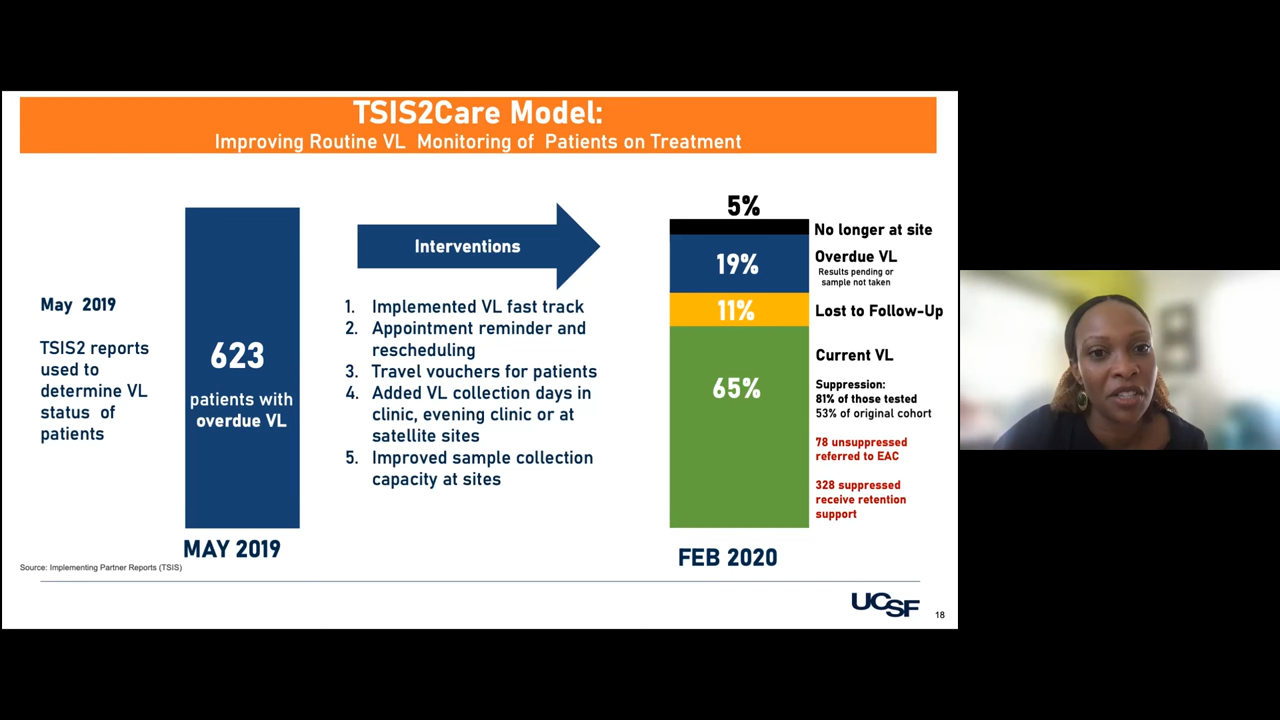 TSIS2Care Model:
Improving Routine VL Monitoring of Patients on Treatment
May 2019
TSIS2 reports
used to
determine VL
status of
patients
623
patients with
overdue VL
MAY 2019
Interventions
1. Implemented VL fast track
2. Appointment reminder and
rescheduling
3. Travel vouchers for patients
4. Added VL collection days in
clinic, evening clinic or at
satellite sites
5. Improved sample collection
capacity at sites
5%
No longer at site
19%
Overdue VL
Results pending or
sample not taken
11%
Lost to Follow-Up
65%
Current VL
Suppression:
81% of those tested
53% of original cohort
78 unsuppressed
referred to EAC
328 suppressed
receive retention
support
FEB 2020
Source: Implementing Partner Reports (TSIS)
UCSF
18